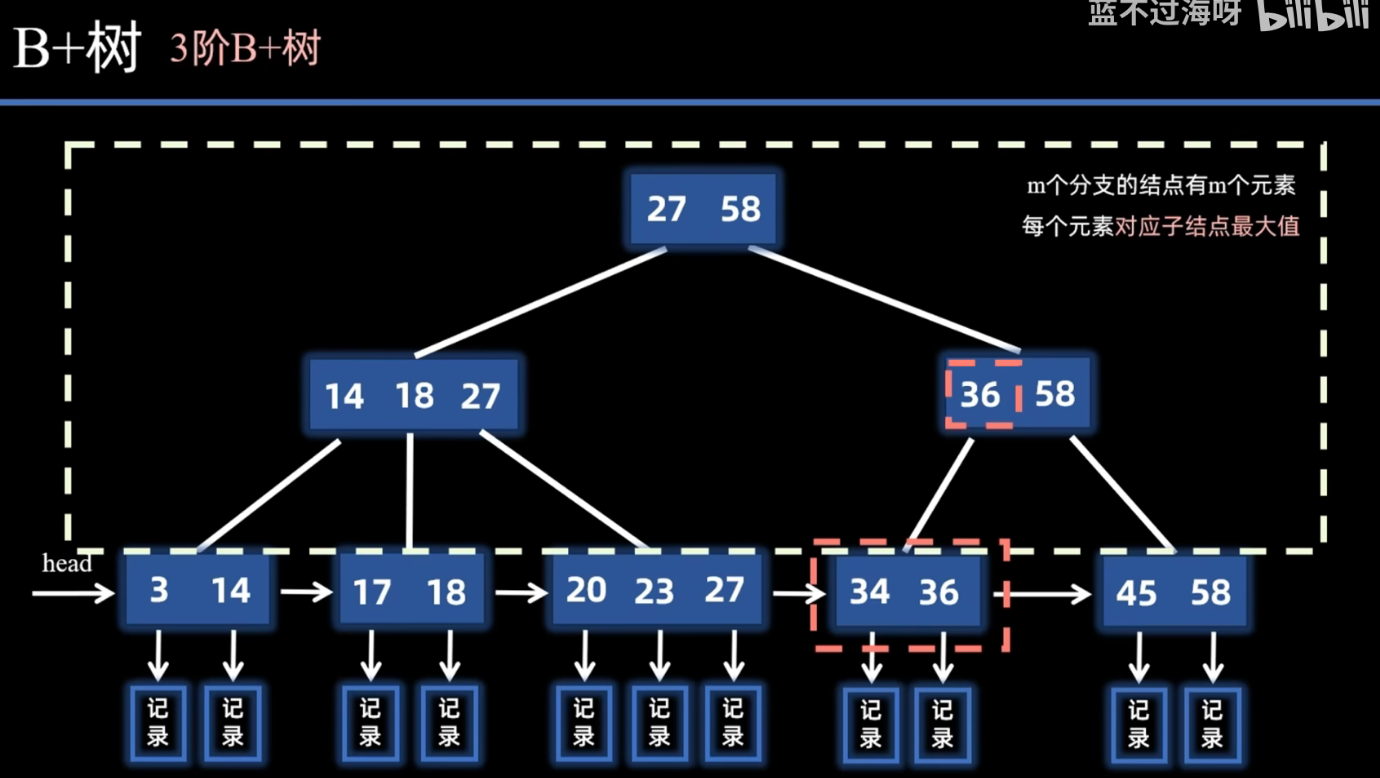 蓝不过海呀 bilibili
B+树 3阶B+树
m个分支的结点有m个元素
每个元素对应子结点最大值
27 58
14 18 27
36 58
head
3 14
17 18
20 23 27
34 36
45 58
记录
记录
记录
记录
记录
记录
记录
记录
记录
记录
记录